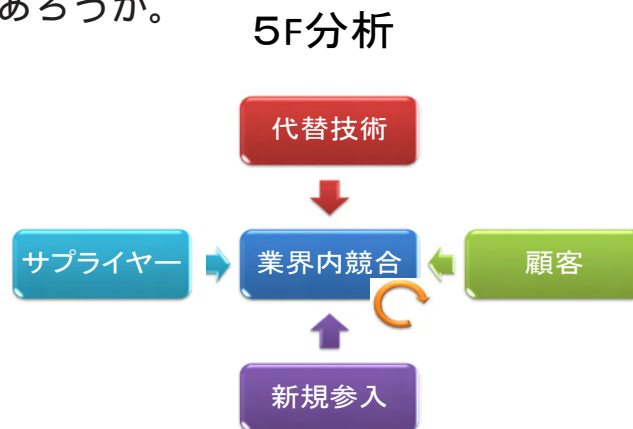 あろうか。
5F分析
代替技術
サプライヤー
業界内競合
顧客
新規参入